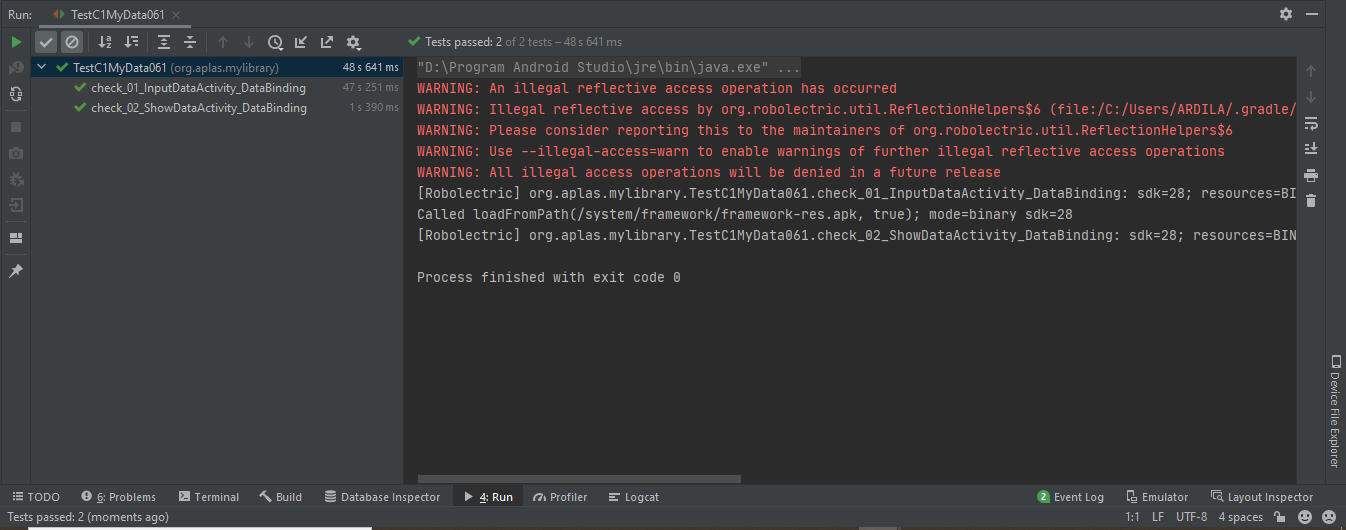 Run: TestC1MyData061
Tests passed: 2 of 2 tests – 48 s 641 ms
TestC1MyData061 (org.aplas.mylibrary) 48 s 641 ms
check_01_InputDataActivity_DataBinding 47 s 251 ms
check_02_ShowDataActivity_DataBinding 1 s 390 ms
"D:\Program Android Studio\jre\bin\java.exe" ...
WARNING: An illegal reflective access operation has occurred
WARNING: Illegal reflective access by org.robolectric.util.ReflectionHelpers$6 (file:/C:/Users/ARDILA/.gradle/
WARNING: Please consider reporting this to the maintainers of org.robolectric.util.ReflectionHelpers$6
WARNING: Use --illegal-access=warn to enable warnings of further illegal reflective access operations
WARNING: All illegal access operations will be denied in a future release
[Robolectric] org.aplas.mylibrary.TestC1MyData061.check_01_InputDataActivity_DataBinding: sdk=28; resources=BI
Called loadFromPath(/system/framework/framework-res.apk, true); mode=binary sdk=28
[Robolectric] org.aplas.mylibrary.TestC1MyData061.check_02_ShowDataActivity_DataBinding: sdk=28; resources=BIN
Process finished with exit code 0
Device File Explorer
TODO 6: Problems Terminal Build Database Inspector 4: Run Profiler Logcat 2 Event Log Emulator Layout Inspector
Tests passed: 2 (moments ago) 1:1 LF UTF-8 4 spaces